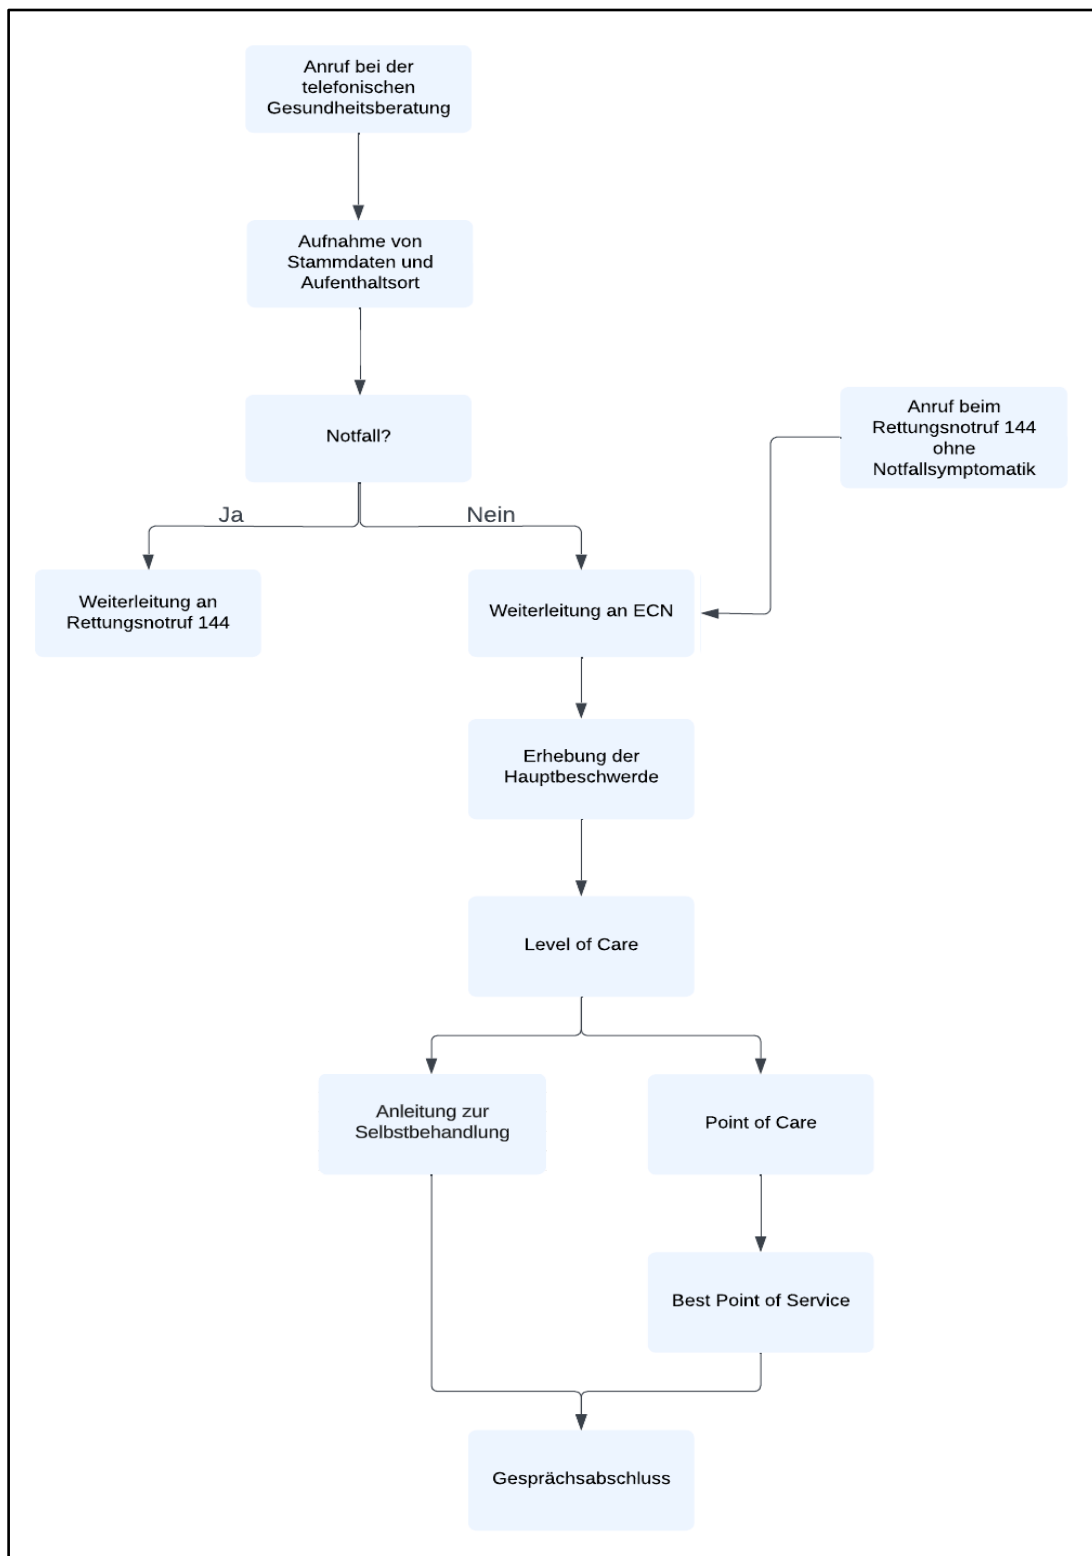 Anruf bei der
telefonischen
Gesundheitsberatung
Aufnahme von
Stammdaten und
Aufenthaltsort
Notfall?
Anruf beim
Rettungsnotruf 144
ohne
Notfallsymptomatik
Ja
Nein
Weiterleitung an
Rettungsnotruf 144
Weiterleitung an ECN
Erhebung der
Hauptbeschwerde
Level of Care
Anleitung zur
Selbstbehandlung
Point of Care
Best Point of Service
Gesprächsabschluss